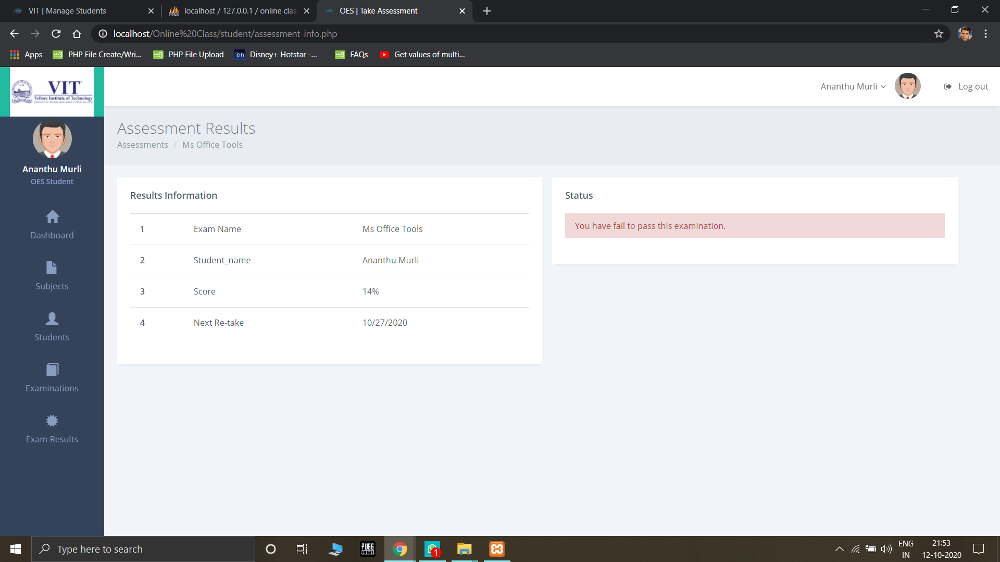 VIT | Manage Students
localhost / 127.0.0.1 / online clas
OES | Take Assessment
localhost/Online%20Class/student/assessment-info.php
Apps
PHP File Create/Wri...
PHP File Upload
Disney+ Hotstar -...
FAQs
Get values of multi...
VIT
Vellore Institute of Technology
Ananthu Murli
Log out
Ananthu Murli
OES Student
Dashboard
Subjects
Students
Examinations
Exam Results
Assessment Results
Assessments / Ms Office Tools
Results Information
1 Exam Name Ms Office Tools
2 Student_name Ananthu Murli
3 Score 14%
4 Next Re-take 10/27/2020
Status
You have fail to pass this examination.
Type here to search
PUBG
LITE
1
ENG
IN
21:53
12-10-2020